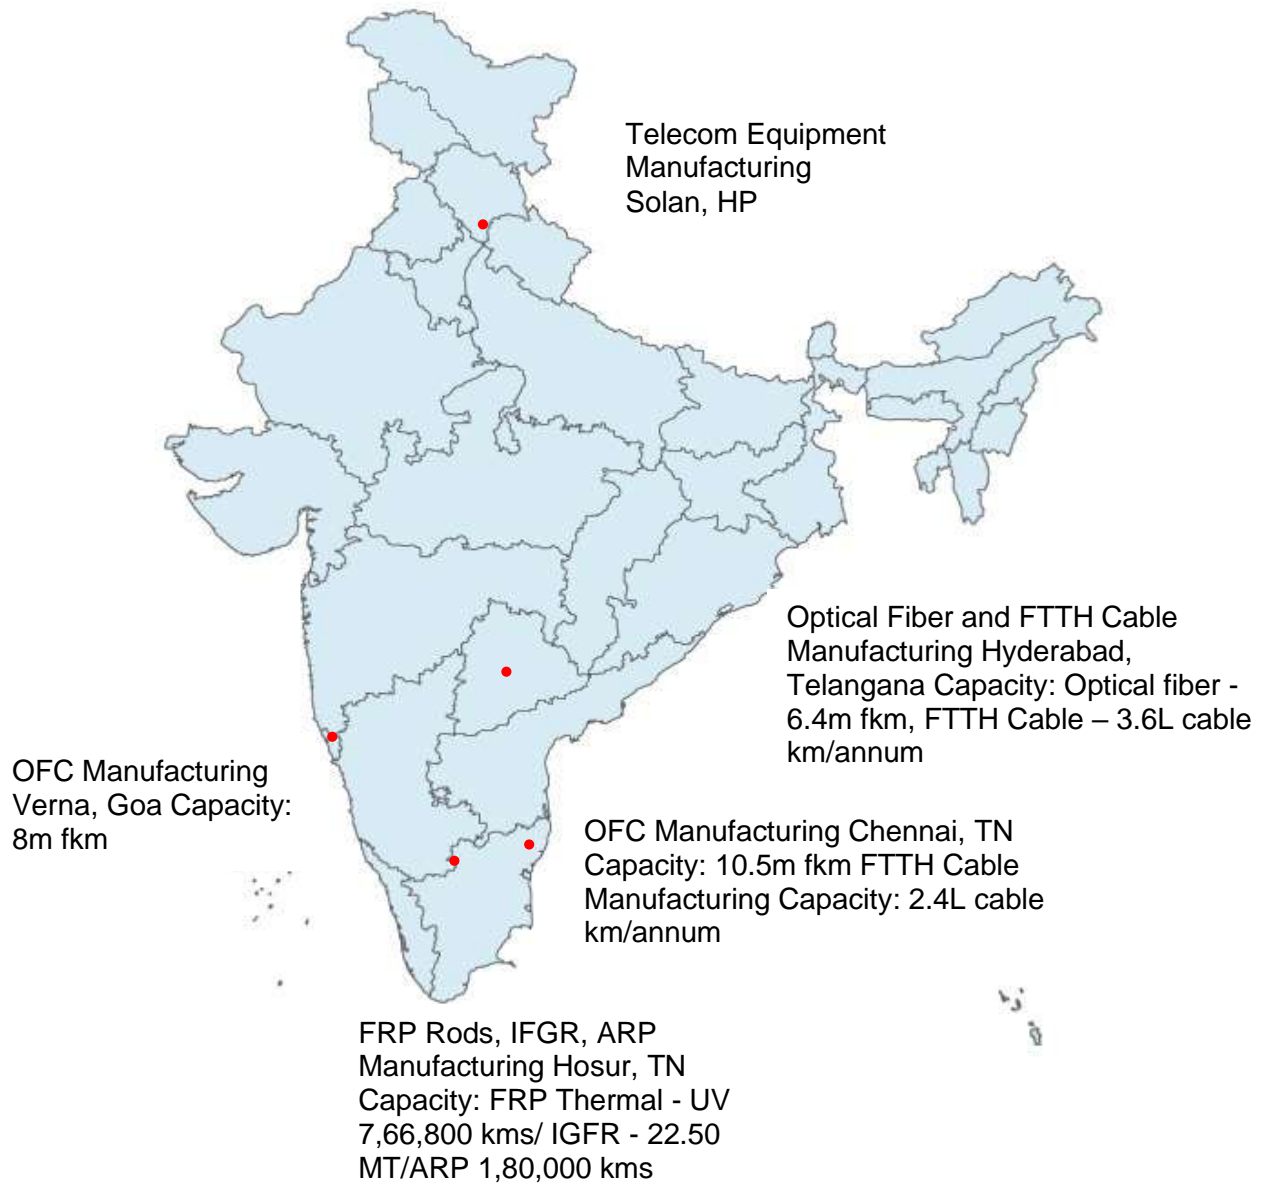 Telecom Equipment
Manufacturing
Solan, HP
Optical Fiber and FTTH Cable
Manufacturing Hyderabad,
Telangana Capacity: Optical fiber -
6.4m fkm, FTTH Cable – 3.6L cable
km/annum
OFC Manufacturing
Verna, Goa Capacity:
8m fkm
OFC Manufacturing Chennai, TN
Capacity: 10.5m fkm FTTH Cable
Manufacturing Capacity: 2.4L cable
km/annum
FRP Rods, IFGR, ARP
Manufacturing Hosur, TN
Capacity: FRP Thermal - UV
7,66,800 kms/ IGFR - 22.50
MT/ARP 1,80,000 kms